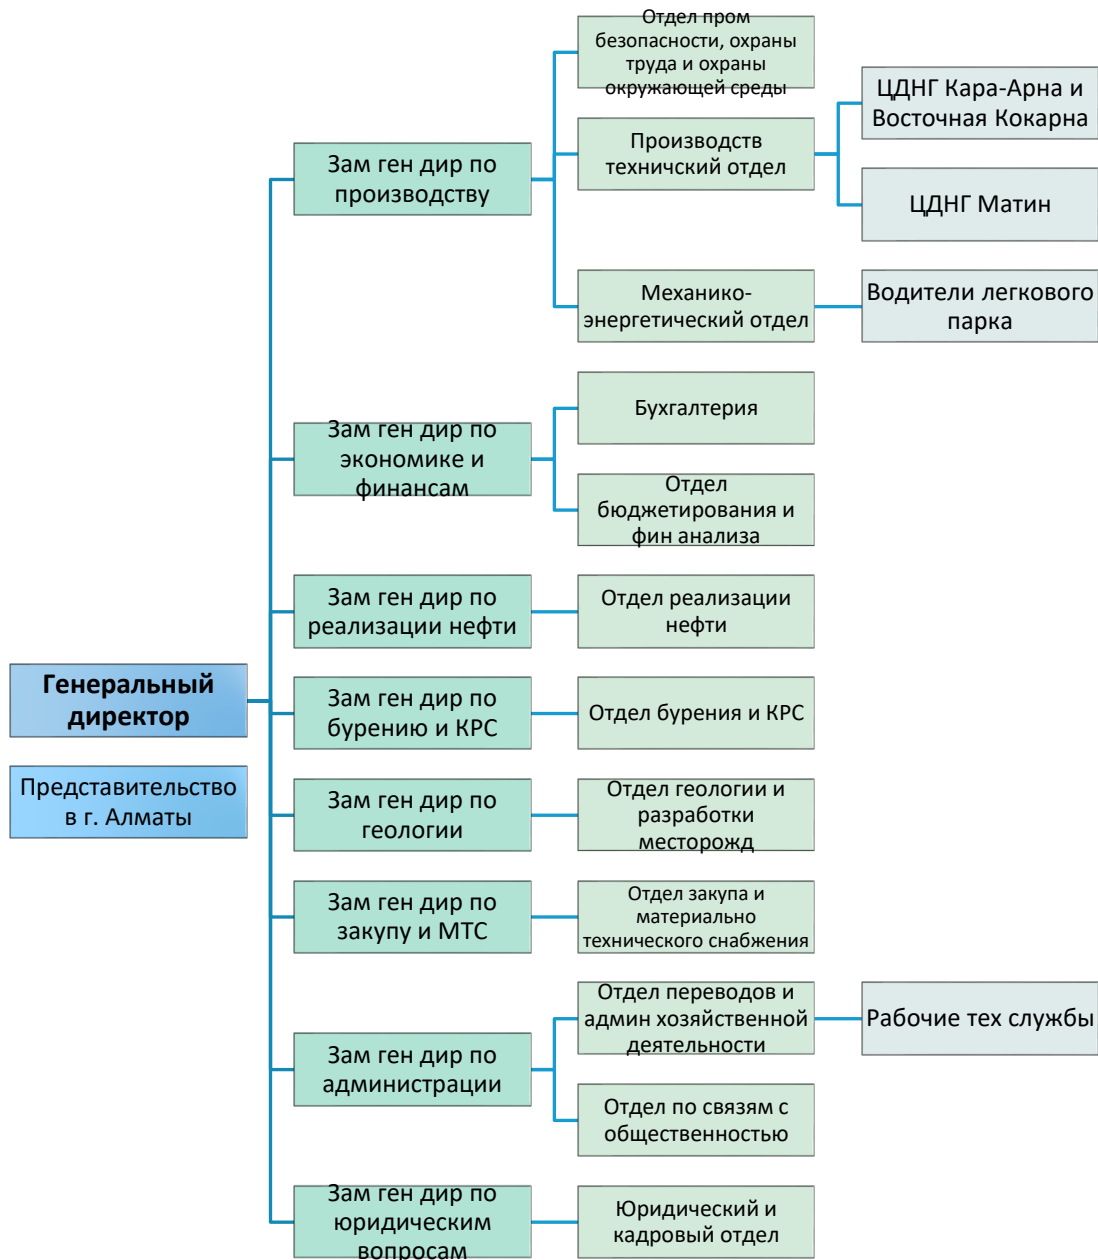 Генеральный
директор
Представительство
в г. Алматы
Зам ген дир по
производству
Отдел пром
безопасности, охраны
труда и охраны
окружающей среды
Производств
техничский отдел
ЦДНГ Кара-Арна и
Восточная Кокарна
ЦДНГ Матин
Механико-
энергетический отдел
Водители легкового
парка
Зам ген дир по
экономике и
финансам
Бухгалтерия
Отдел
бюджетирования и
фин анализа
Зам ген дир по
реализации нефти
Отдел реализации
нефти
Зам ген дир по
бурению и КРС
Отдел бурения и КРС
Зам ген дир по
геологии
Отдел геологии и
разработки
месторожд
Зам ген дир по
закупу и МТС
Отдел закупа и
материально
технического снабжения
Зам ген дир по
администрации
Отдел переводов и
админ хозяйственной
деятельности
Рабочие тех службы
Отдел по связям с
общественностью
Зам ген дир по
юридическим
вопросам
Юридический и
кадровый отдел